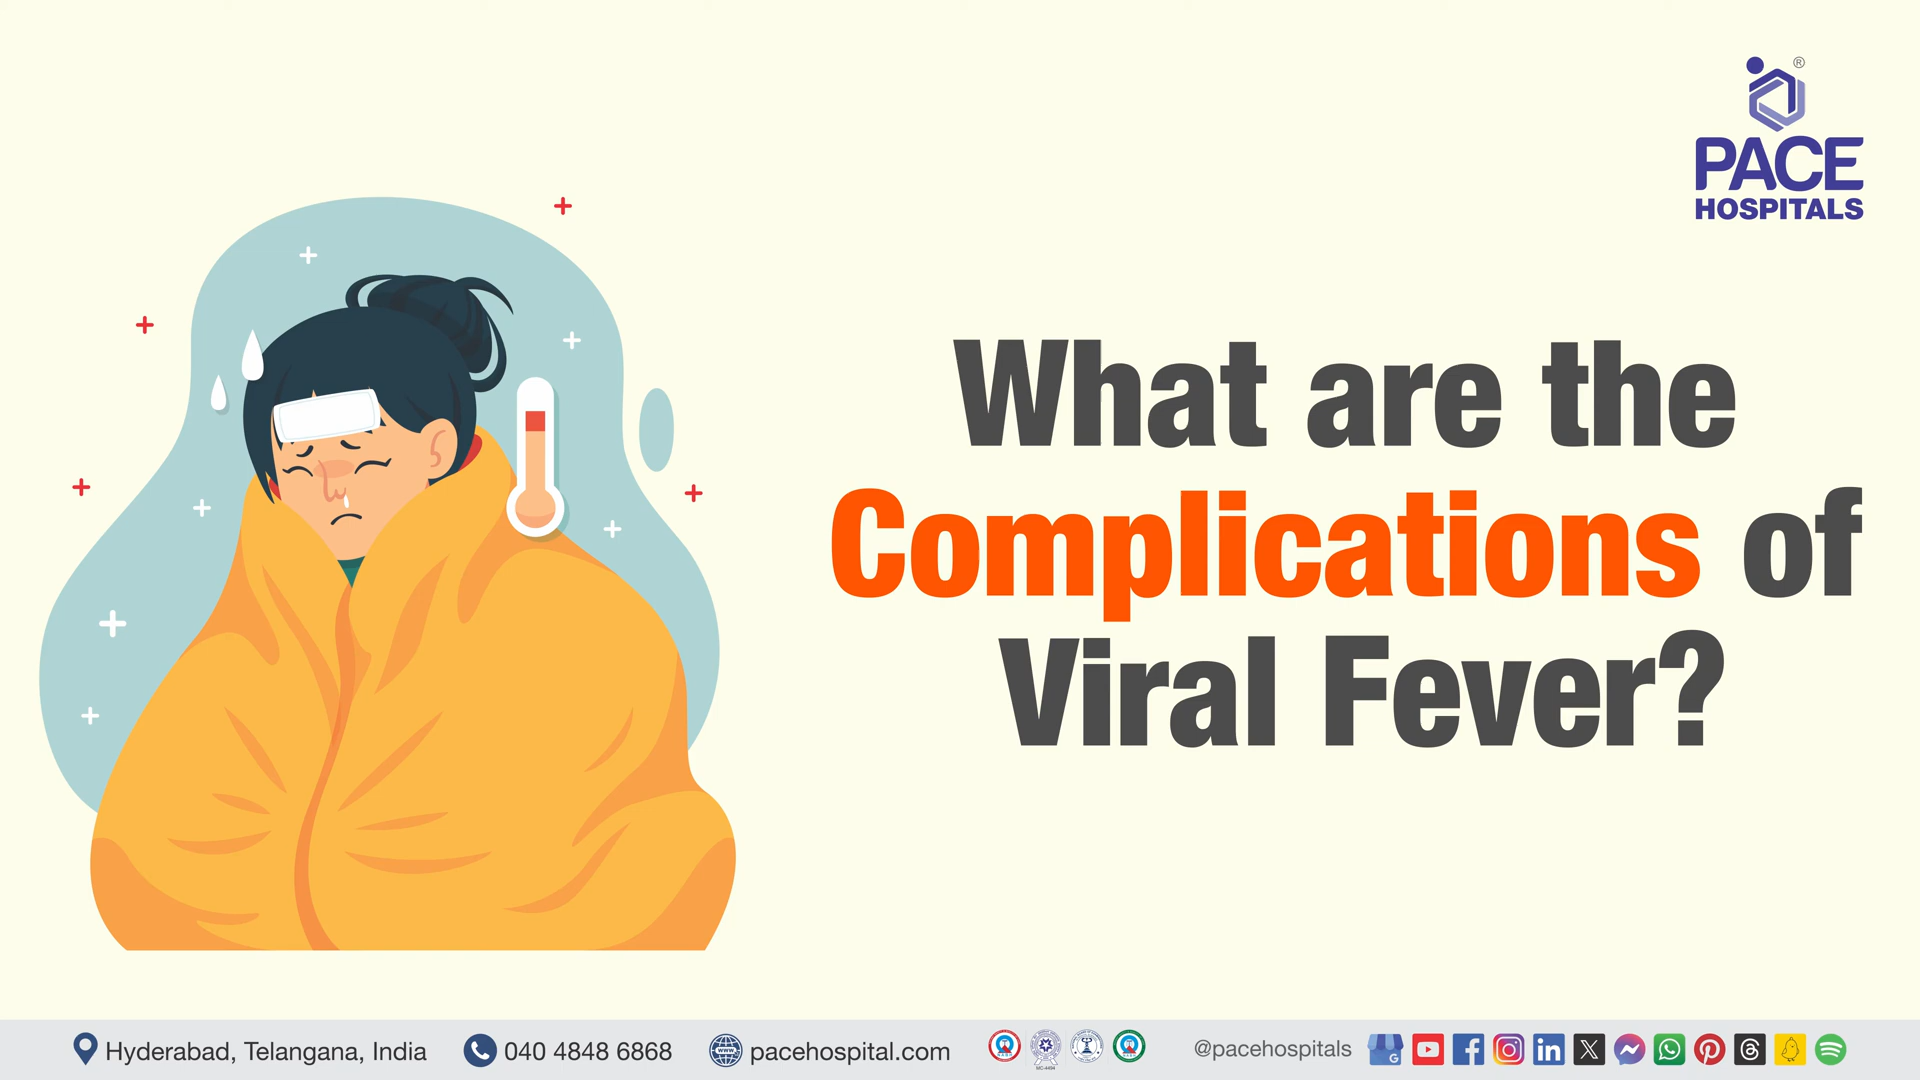 ®
PACE
HOSPITALS
What are the
Complications of
Viral Fever?
Hyderabad, Telangana, India
040 4848 6868
pacehospital.com
@pacehospitals